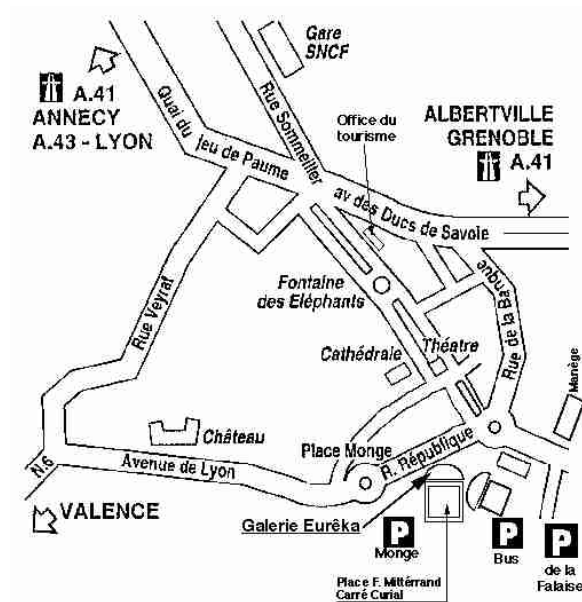 Gare
SNCF
A.41
ANNECY
A.43 - LYON
Quai du
jeu de Paume
Rue Sommeiller
Office du
tourisme
ALBERTVILLE
GRENOBLE
A.41
av des Ducs de Savoie
Fontaine
des Eléphants
Rue de la Banque
Rue Veyrat
Cathédrale
Théatre
Manège
Château
Place Monge
R. République
N.6
Avenue de Lyon
VALENCE
Galerie Eurêka
P
Monge
P
Bus
P
de la
Falaise
Place F. Mittérrand
Carré Curial